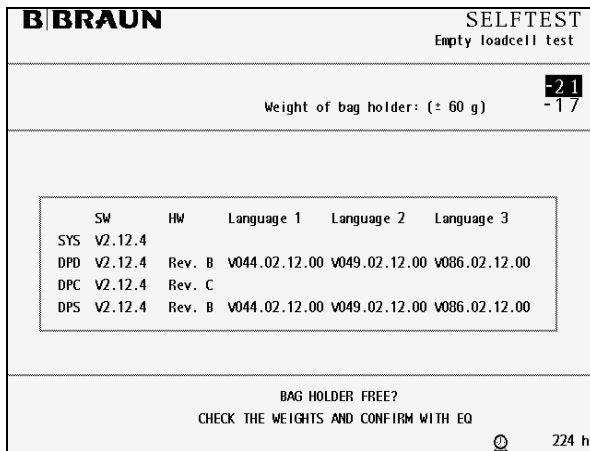 B|BRAUN
SELFTEST
Empty loadcell test
-21
Weight of bag holder: (± 60 g) -17
SW HW Language 1 Language 2 Language 3
SYS V2.12.4
DPD V2.12.4 Rev. B V044.02.12.00 V049.02.12.00 V086.02.12.00
DPC V2.12.4 Rev. C
DPS V2.12.4 Rev. B V044.02.12.00 V049.02.12.00 V086.02.12.00
BAG HOLDER FREE?
CHECK THE WEIGHTS AND CONFIRM WITH EQ
224 h